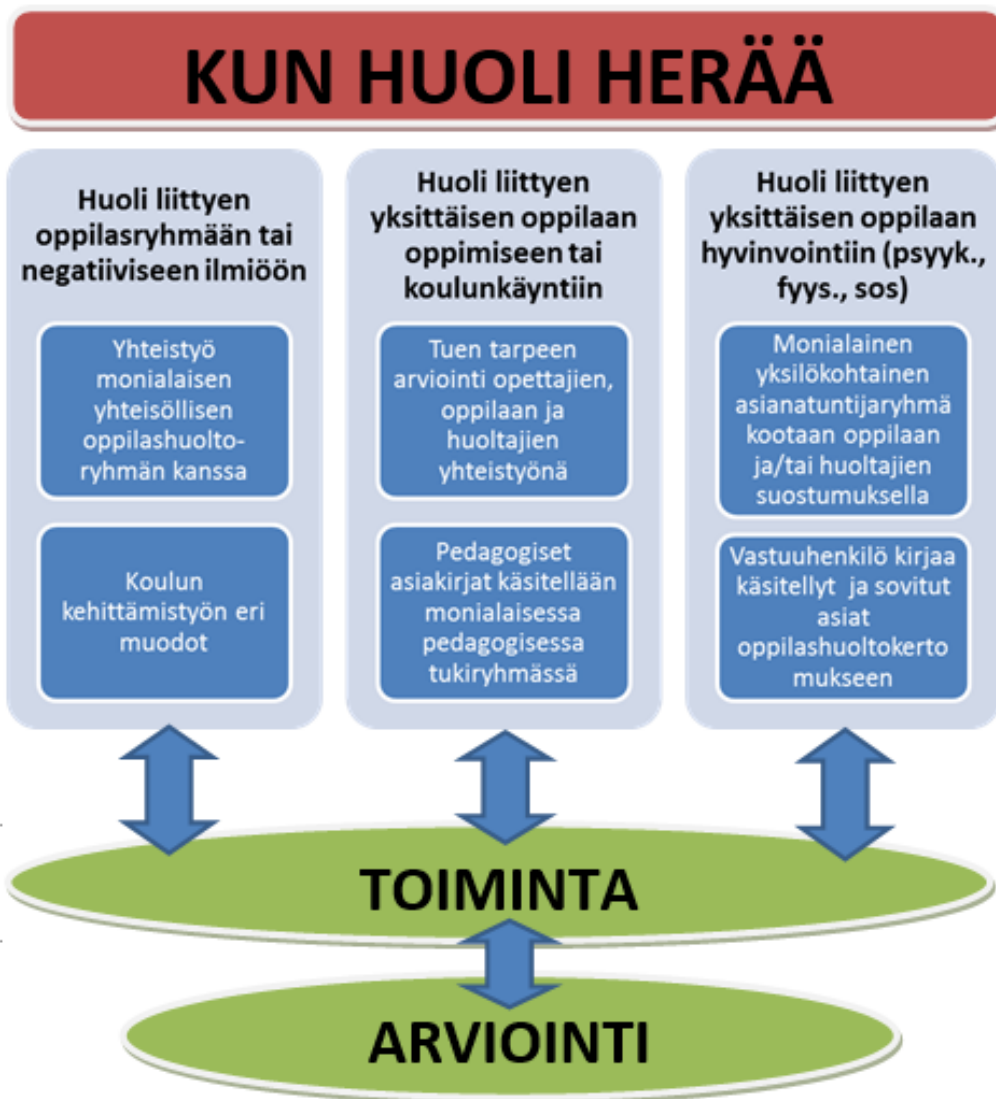 KUN HUOLI HERÄÄ
Huoli liittyen
oppilasryhmään tai
negatiiviseen ilmiöön
Yhteistyö
monialaisen
yhteisöllisen
oppilashuolto-
ryhmän kanssa
Koulun
kehittämistyön eri
muodot
Huoli liittyen
yksittäisen oppilaan
oppimiseen tai
koulunkäyntiin
Tuen tarpeen
arviointi opettajien,
oppilaan ja
huoltajien
yhteistyönä
Pedagogiset
asiakirjat käsitellään
monialaisessa
pedagogisessa
tukiryhmässä
Huoli liittyen
yksittäisen oppilaan
hyvinvointiin (psyyk.,
fyys., sos)
Monialainen
yksilökohtainen
asianatuntijaryhmä
kootaan oppilaan
ja/tai huoltajien
suostumuksella
Vastuuhenkilö kirjaa
käsitellyt ja sovitut
asiat
oppilashuoltokerto
mukseen
TOIMINTA
ARVIOINTI